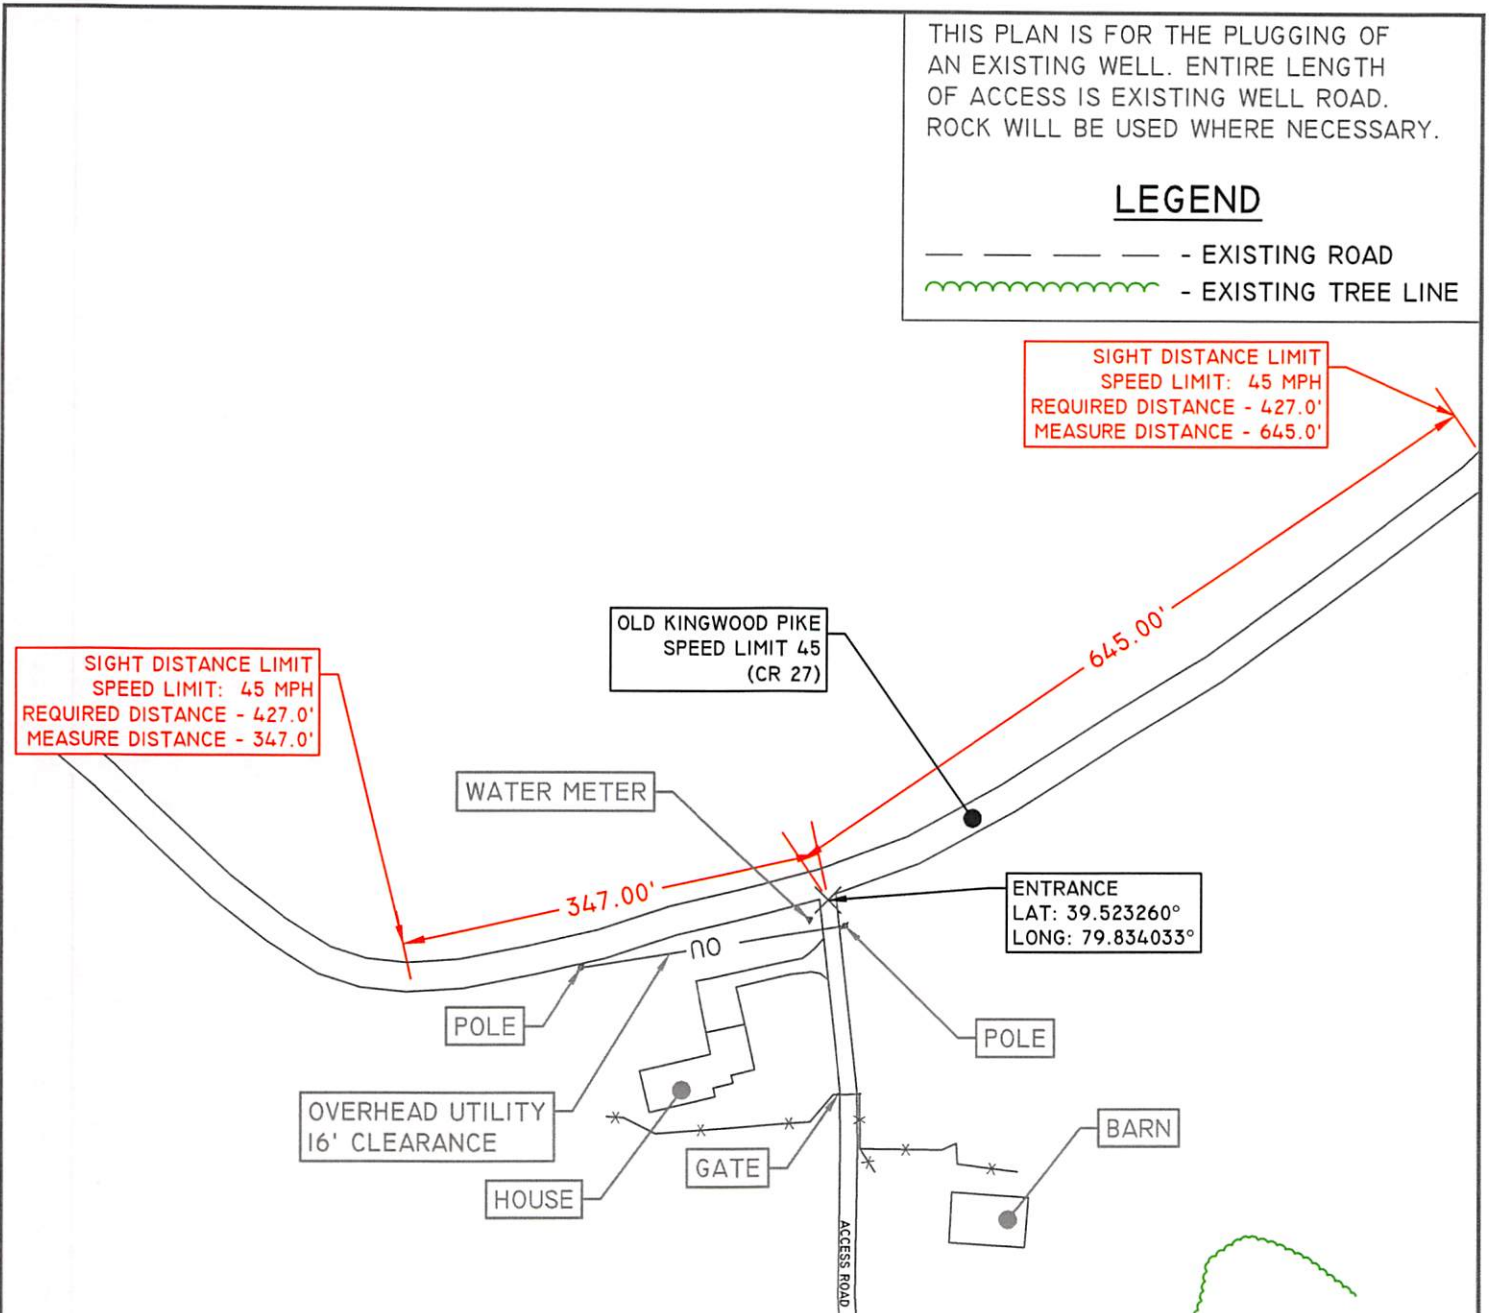 THIS PLAN IS FOR THE PLUGGING OF
AN EXISTING WELL. ENTIRE LENGTH
OF ACCESS IS EXISTING WELL ROAD.
ROCK WILL BE USED WHERE NECESSARY.
LEGEND
- EXISTING ROAD
- EXISTING TREE LINE
SIGHT DISTANCE LIMIT
SPEED LIMIT: 45 MPH
REQUIRED DISTANCE - 427.0'
MEASURE DISTANCE - 645.0'
645.00'
OLD KINGWOOD PIKE
SPEED LIMIT 45
(CR 27)
SIGHT DISTANCE LIMIT
SPEED LIMIT: 45 MPH
REQUIRED DISTANCE - 427.0'
MEASURE DISTANCE - 347.0'
WATER METER
347.00'
ENTRANCE
LAT: 39.523260°
LONG: 79.834033°
OU
POLE
POLE
OVERHEAD UTILITY
16' CLEARANCE
BARN
GATE
HOUSE
ACCESS ROAD